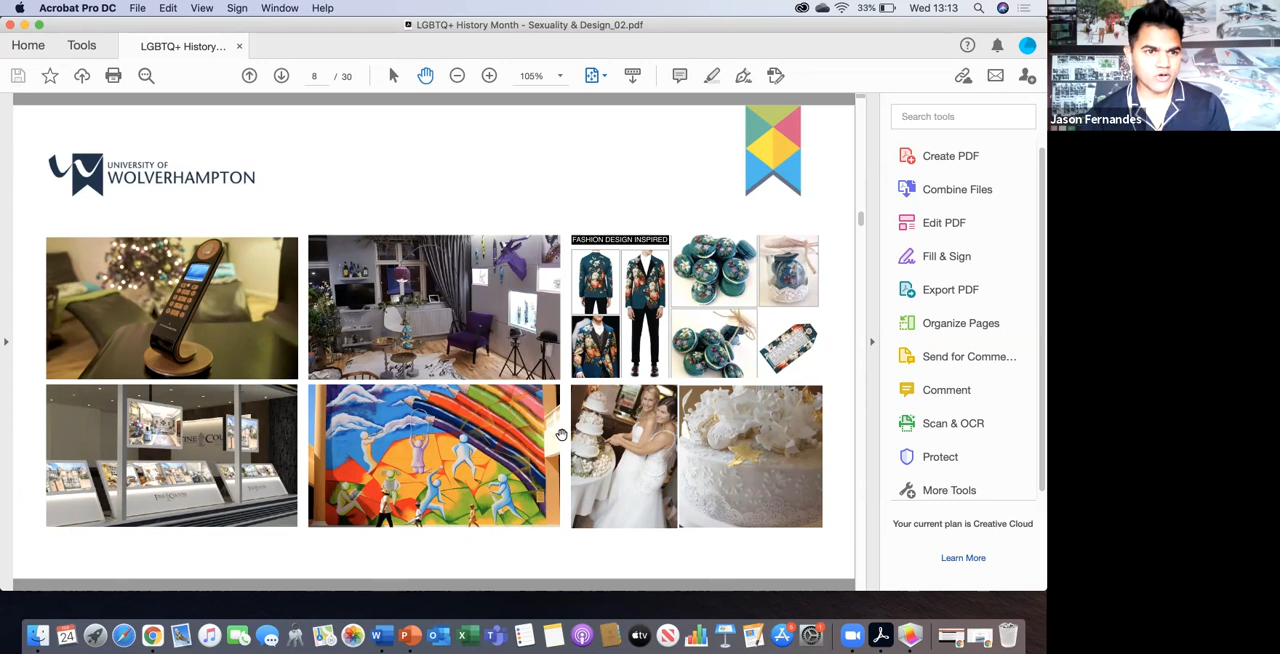 Acrobat Pro DC File Edit View Sign Window Help 33% Wed 13:13
LGBTQ+ History Month - Sexuality & Design_02.pdf
Home Tools LGBTQ+ History... ×
8 / 30 105%
Jason Fernandes
Search tools
Create PDF
Combine Files
Edit PDF
Fill & Sign
Export PDF
Organize Pages
Send for Comme...
Comment
Scan & OCR
Protect
More Tools
Your current plan is Creative Cloud
Learn More
UNIVERSITY OF
WOLVERHAMPTON
FASHION DESIGN INSPIRED
24